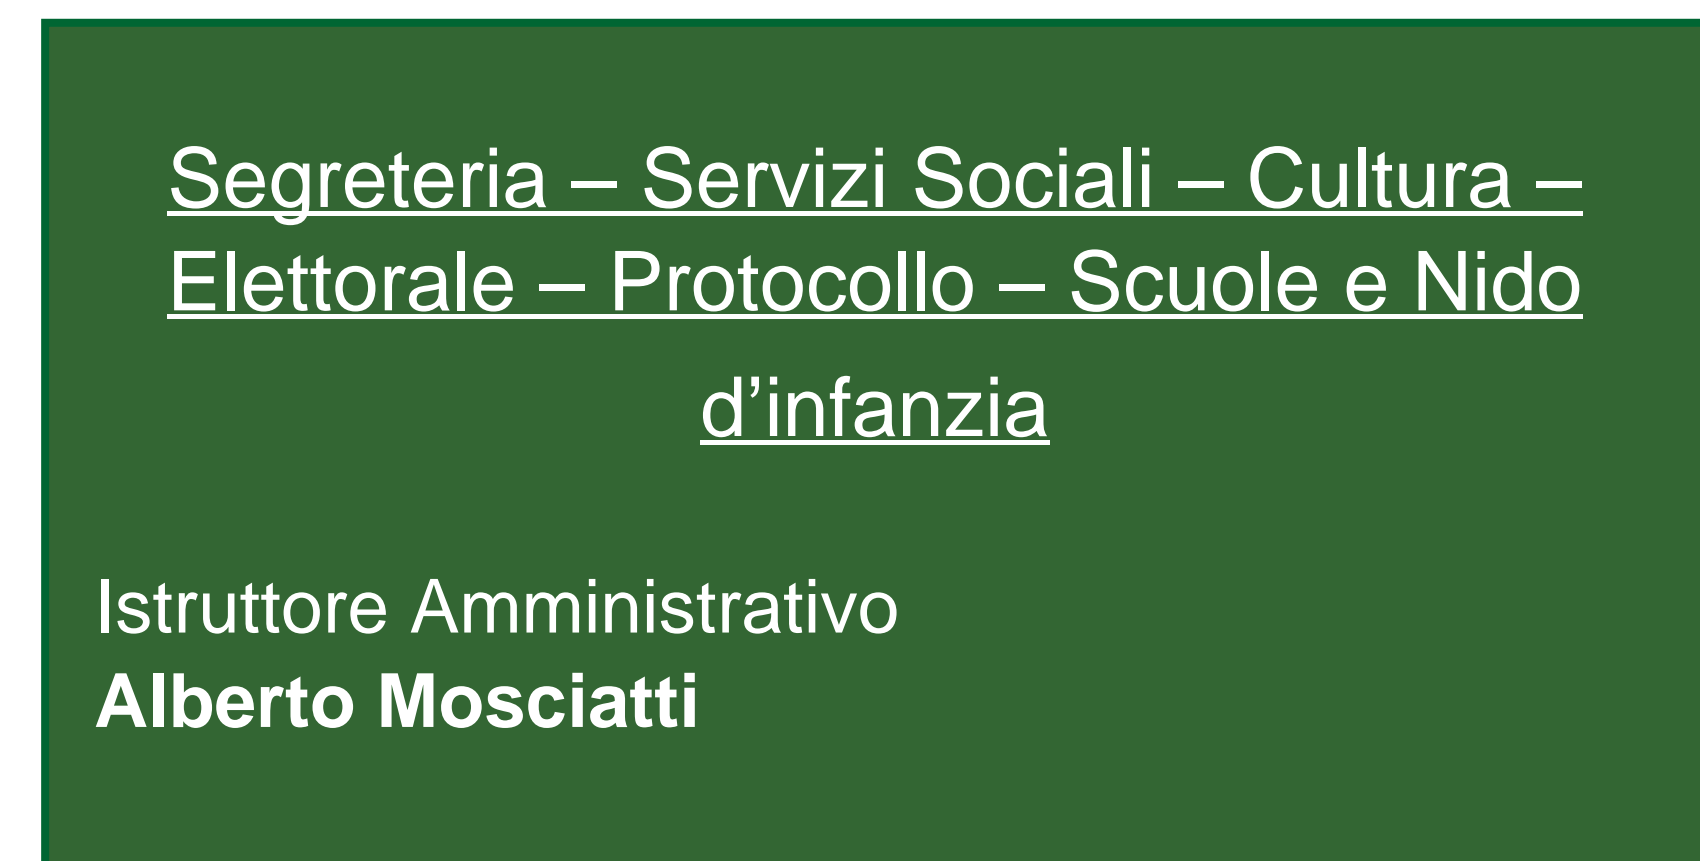 Segreteria – Servizi Sociali – Cultura –
Elettorale – Protocollo – Scuole e Nido
d’infanzia
Istruttore Amministrativo
Alberto Mosciatti